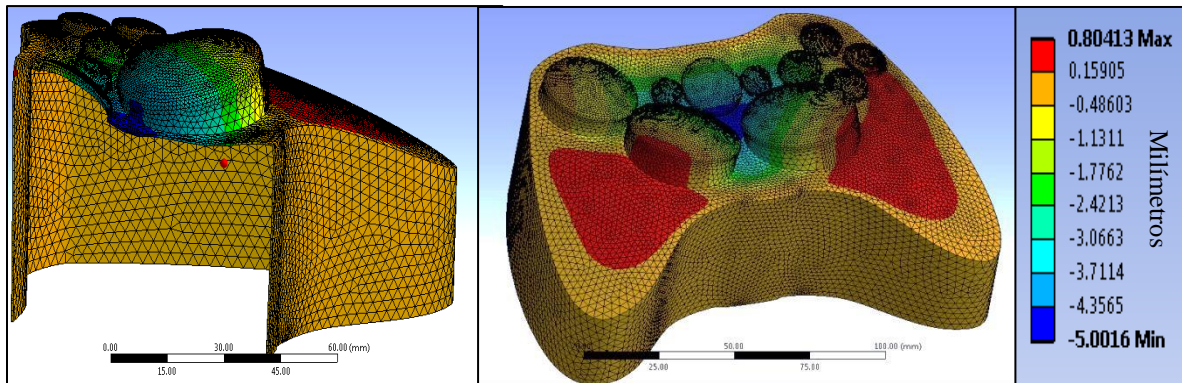 0.00 30.00 60.00 (mm)
15.00 45.00
50.00 100.00 (mm)
25.00 75.00
0.80413 Max
0.15905
-0.48603
-1.1311
-1.7762
-2.4213
-3.0663
-3.7114
-4.3565
-5.0016 Min
Milímetros